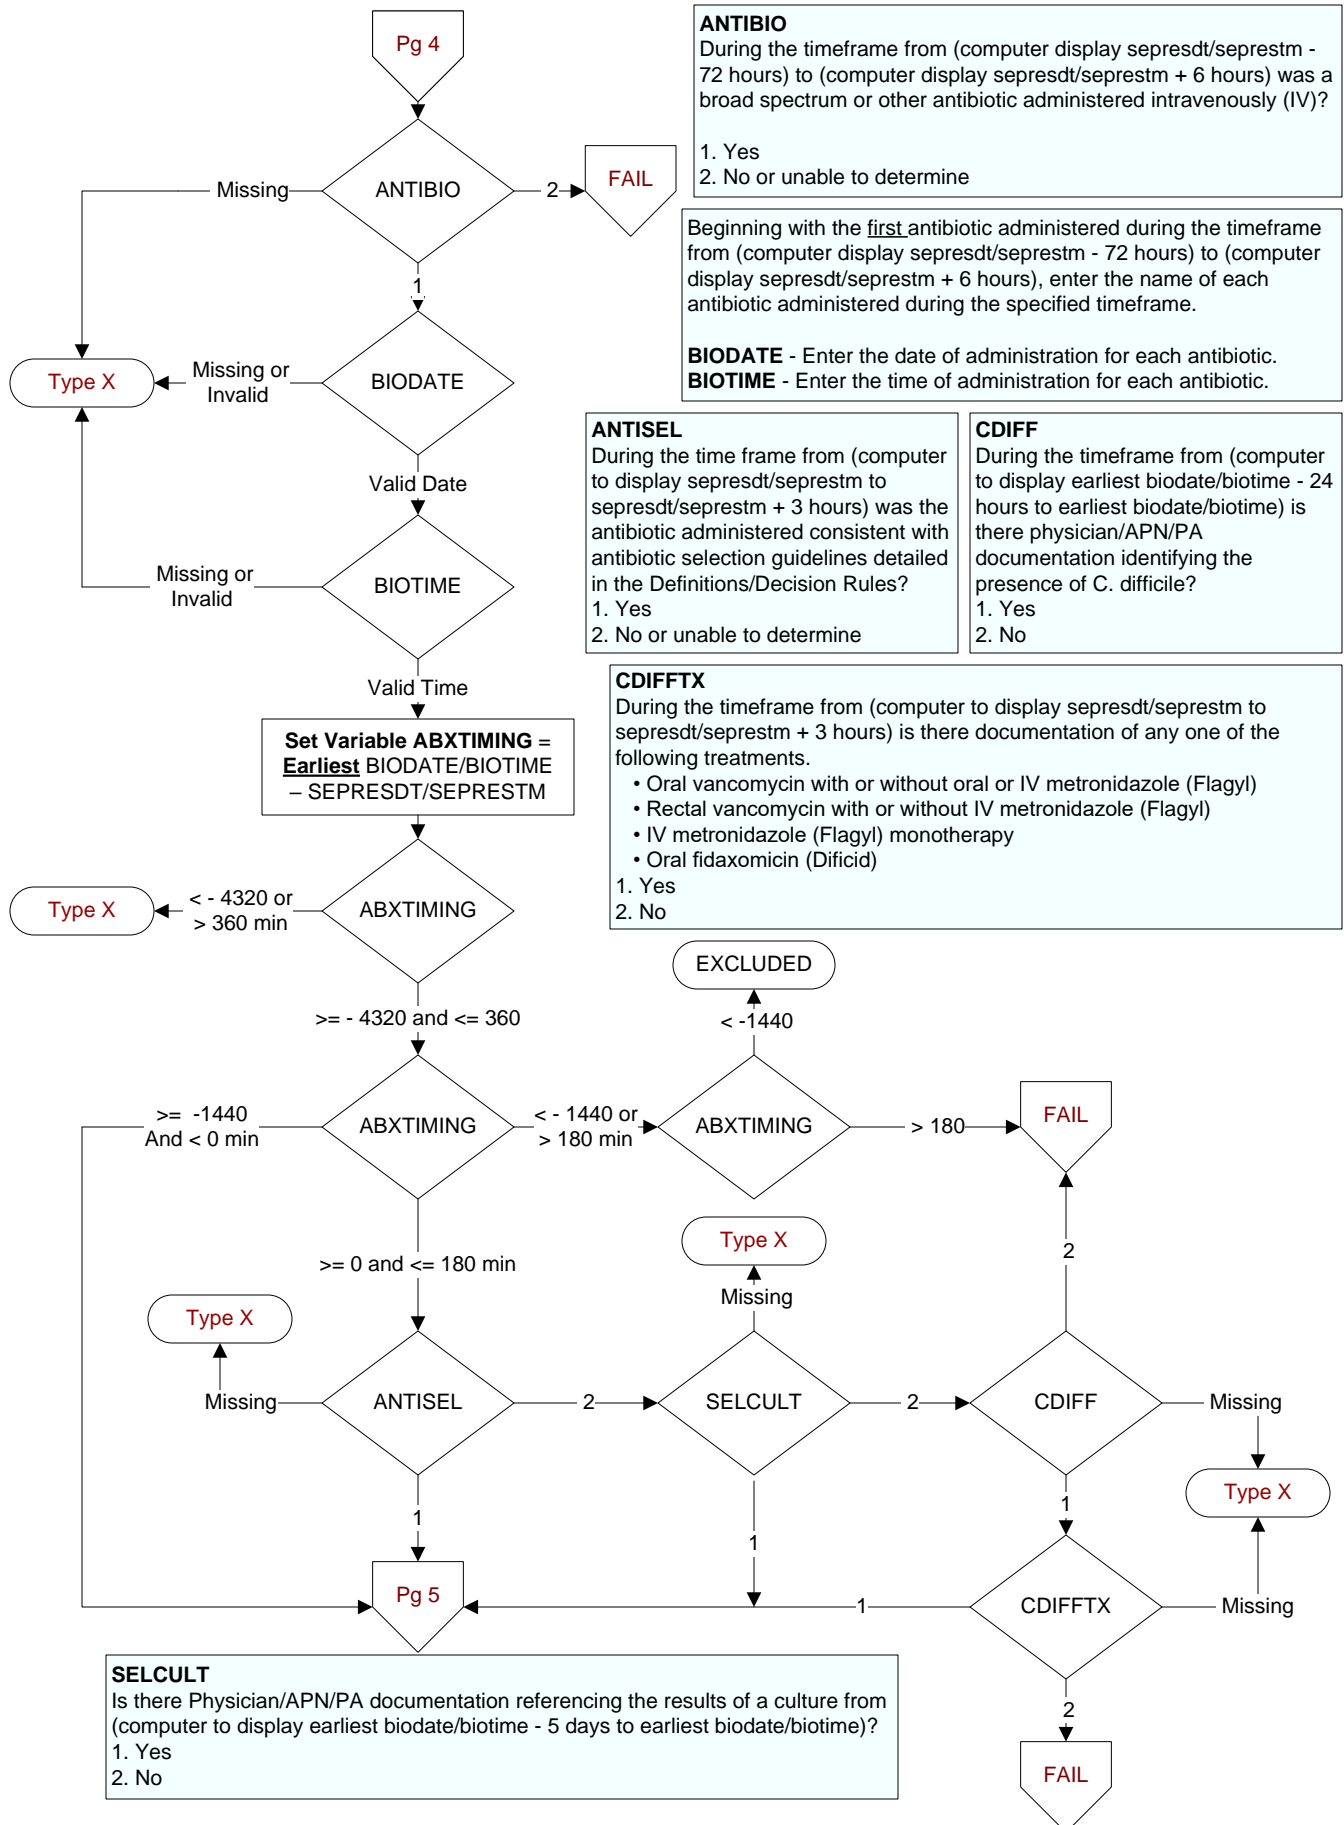 Pg 4
ANTIBIO
During the timeframe from (computer display sepresdt/seprestm -
72 hours) to (computer display sepresdt/seprestm + 6 hours) was a
broad spectrum or other antibiotic administered intravenously (IV)?
1. Yes
2. No or unable to determine
Missing
ANTIBIO
2
FAIL
Beginning with the first antibiotic administered during the timeframe
from (computer display sepresdt/seprestm - 72 hours) to (computer
display sepresdt/seprestm + 6 hours), enter the name of each
antibiotic administered during the specified timeframe.
BIODATE - Enter the date of administration for each antibiotic.
BIOTIME - Enter the time of administration for each antibiotic.
1
Type X
Missing or
Invalid
BIODATE
ANTISEL
During the time frame from (computer
to display sepresdt/seprestm to
sepresdt/seprestm + 3 hours) was the
antibiotic administered consistent with
antibiotic selection guidelines detailed
in the Definitions/Decision Rules?
1. Yes
2. No or unable to determine
CDIFF
During the timeframe from (computer
to display earliest biodate/biotime - 24
hours to earliest biodate/biotime) is
there physician/APN/PA
documentation identifying the
presence of C. difficile?
1. Yes
2. No
Valid Date
Missing or
Invalid
BIOTIME
Valid Time
CDIFFTX
During the timeframe from (computer to display sepresdt/seprestm to
sepresdt/seprestm + 3 hours) is there documentation of any one of the
following treatments.
• Oral vancomycin with or without oral or IV metronidazole (Flagyl)
• Rectal vancomycin with or without IV metronidazole (Flagyl)
• IV metronidazole (Flagyl) monotherapy
• Oral fidaxomicin (Dificid)
1. Yes
2. No
Set Variable ABXTIMING =
Earliest BIODATE/BIOTIME
– SEPRESDT/SEPRESTM
Type X
< - 4320 or
> 360 min
ABXTIMING
EXCLUDED
>= - 4320 and <= 360
< -1440
>= -1440
And < 0 min
ABXTIMING
< - 1440 or
> 180 min
ABXTIMING
> 180
FAIL
>= 0 and <= 180 min
Type X
Missing
2
Type X
Missing
ANTISEL
2
SELCULT
2
CDIFF
Missing
Type X
1
1
1
Pg 5
1
CDIFFTX
Missing
2
FAIL
SELCULT
Is there Physician/APN/PA documentation referencing the results of a culture from
(computer to display earliest biodate/biotime - 5 days to earliest biodate/biotime)?
1. Yes
2. No